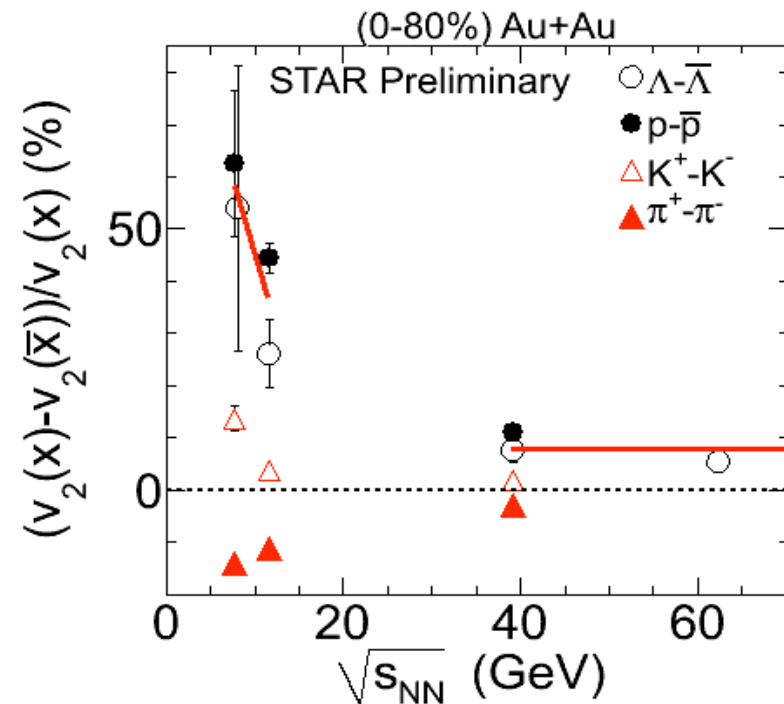 (0-80%) Au+Au
STAR Preliminary
Λ-Λ̅
p-p̅
K⁺-K⁻
π⁺-π⁻
(v₂(x)-v₂(x̅))/v₂(x) (%)
50
0
0 20 40 60
√sNN (GeV)